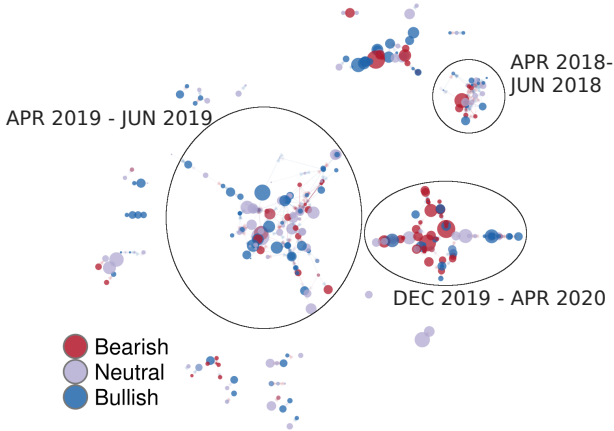 APR 2018-
JUN 2018
APR 2019 - JUN 2019
DEC 2019 - APR 2020
Bearish
Neutral
Bullish